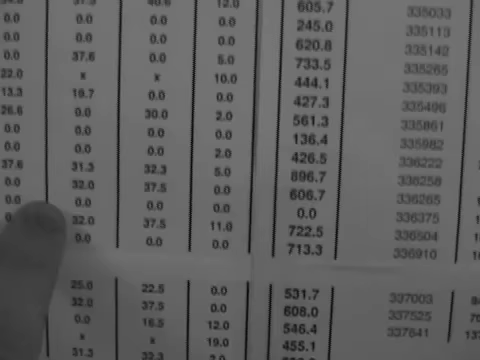 12.0 605.7 335033
0.0 0.0 0.0 0.0 245.0 335113
0.0 0.0 0.0 0.0 620.8 335142
0.0 37.6 0.0 5.0 733.5 335265
22.0 x x 10.0 444.1 335393
13.3 19.7 0.0 0.0 427.3 335496
26.6 0.0 30.0 2.0 561.3 335861
0.0 0.0 0.0 0.0 136.4 335982
0.0 0.0 0.0 2.0 426.5 336222
37.6 31.3 32.3 5.0 896.7 336258
0.0 32.0 37.5 0.0 606.7 336265
0.0 0.0 0.0 0.0 0.0 336375
32.0 37.5 11.0 722.5 336504
0.0 0.0 0.0 713.3 336910
25.0 22.5 0.0 531.7 337003
32.0 37.5 0.0 608.0 337525
0.0 16.5 12.0 546.4 337641
x x 19.0 455.1
31.3 32.3